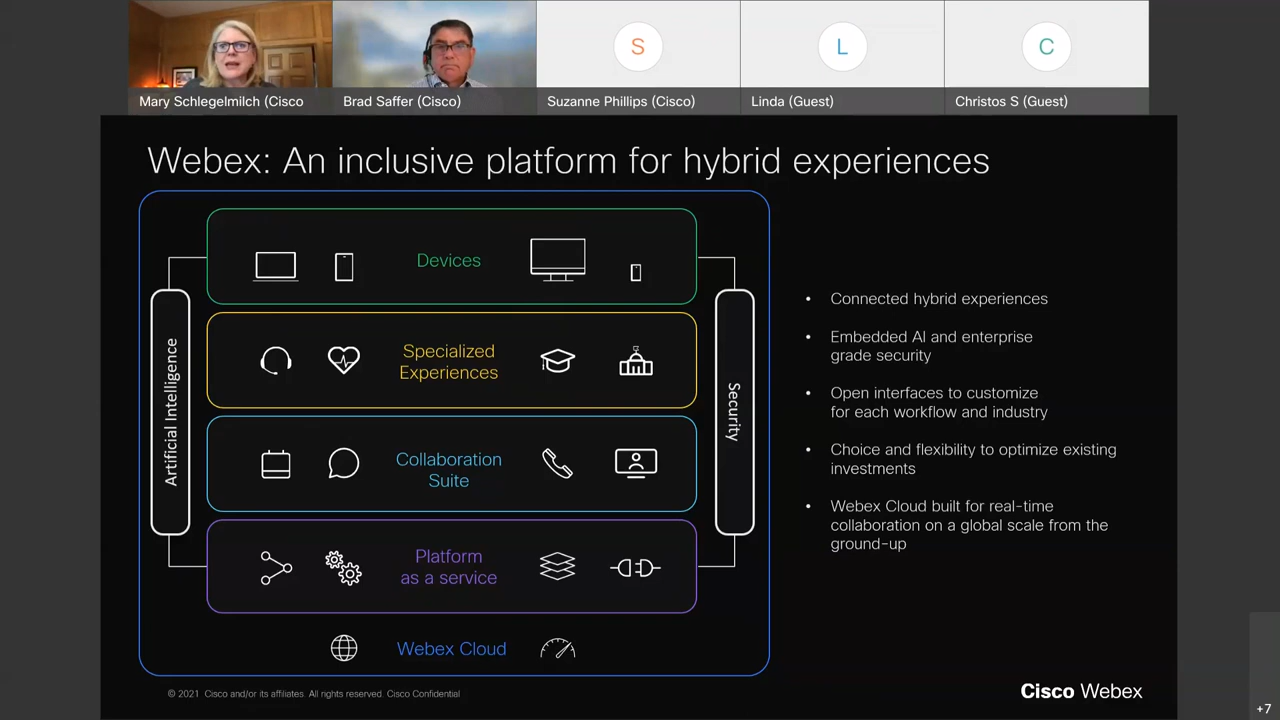 S
L
C
Mary Schlegelmilch (Cisco
Brad Saffer (Cisco)
Suzanne Phillips (Cisco)
Linda (Guest)
Christos S (Guest)
Webex: An inclusive platform for hybrid experiences
Artificial Intelligence
Devices
Specialized
Experiences
Collaboration
Suite
Platform
as a service
Webex Cloud
Security
• Connected hybrid experiences
• Embedded AI and enterprise
grade security
• Open interfaces to customize
for each workflow and industry
• Choice and flexibility to optimize existing
investments
• Webex Cloud built for real-time
collaboration on a global scale from the
ground-up
© 2021 Cisco and/or its affiliates. All rights reserved. Cisco Confidential
Cisco Webex
+7